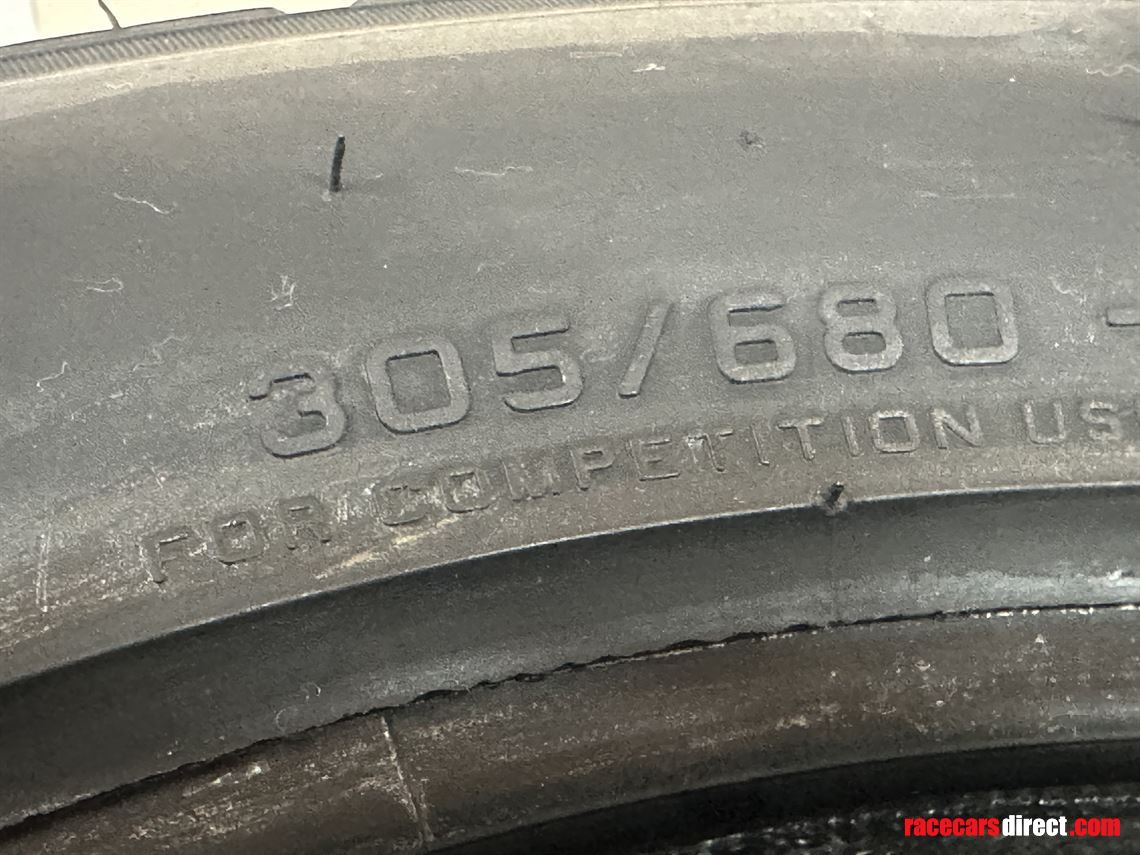 305/680 -
FOR COMPETITION US
racecarsdirect.com